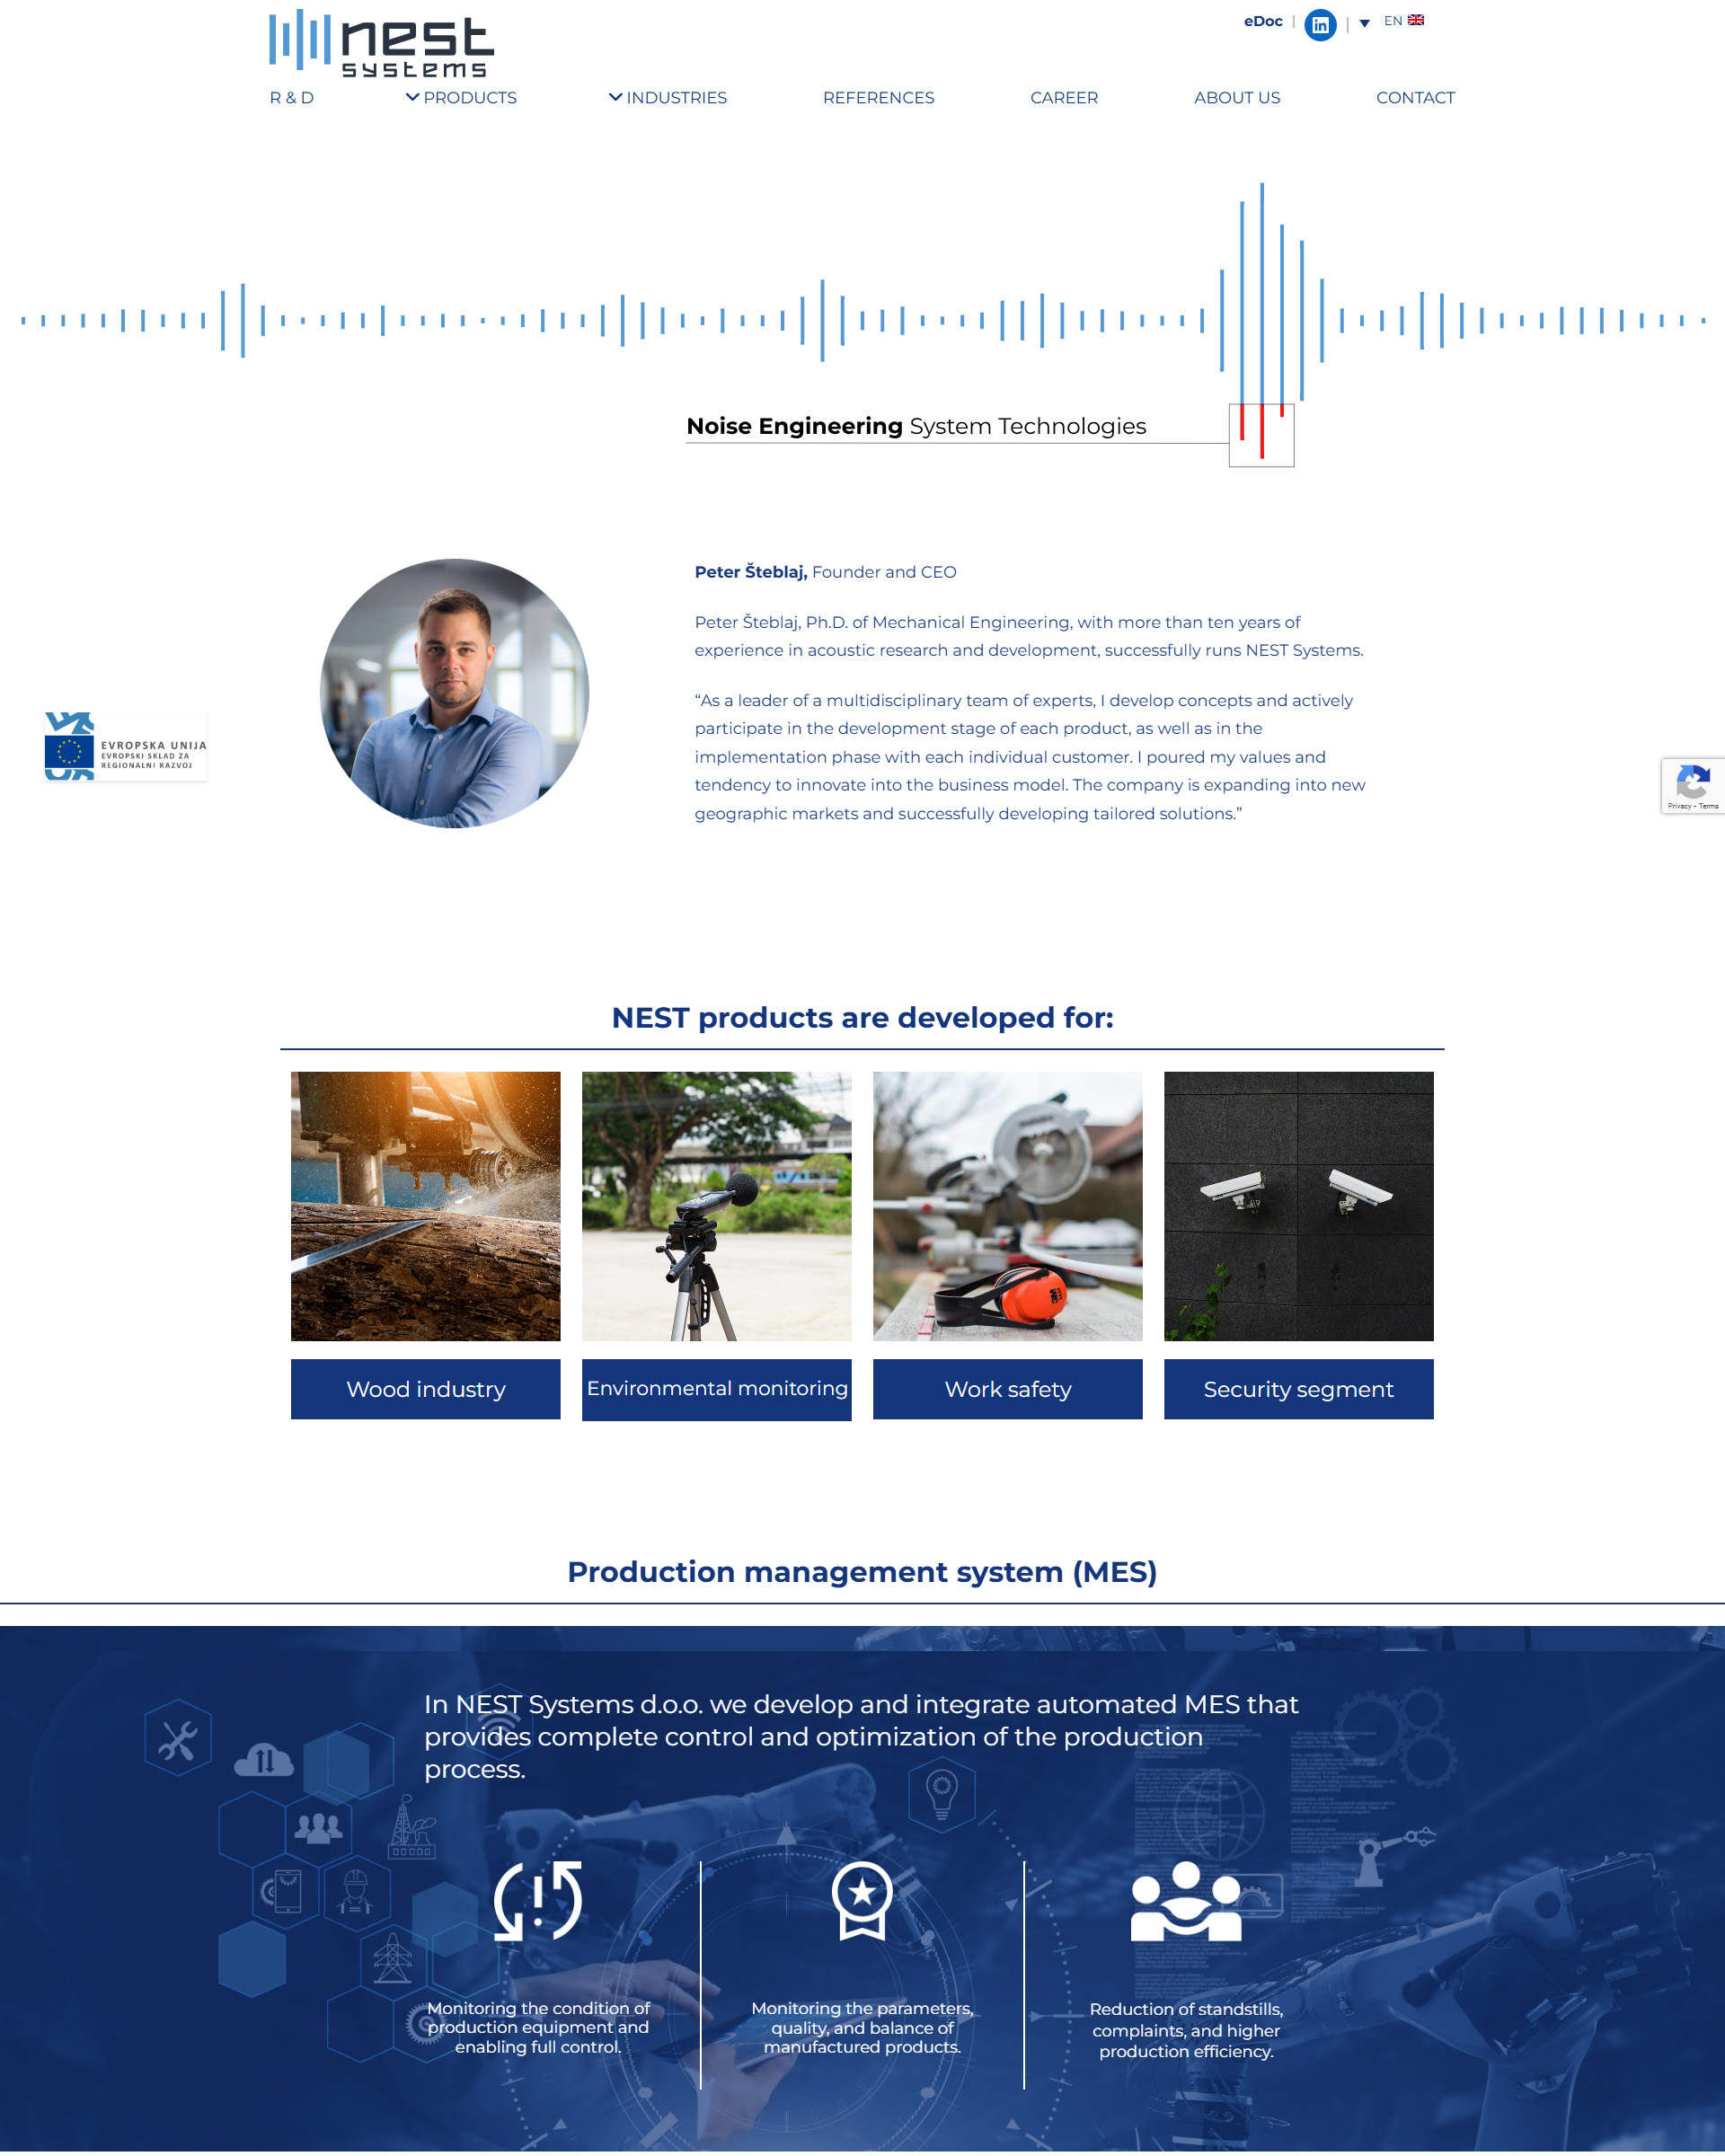 nest
systems
eDoc
EN
R & D
PRODUCTS
INDUSTRIES
REFERENCES
CAREER
ABOUT US
CONTACT
Noise Engineering System Technologies
Peter Šteblaj, Founder and CEO
Peter Šteblaj, Ph.D. of Mechanical Engineering, with more than ten years of
experience in acoustic research and development, successfully runs NEST Systems.
“As a leader of a multidisciplinary team of experts, I develop concepts and actively
participate in the development stage of each product, as well as in the
implementation phase with each individual customer. I poured my values and
tendency to innovate into the business model. The company is expanding into new
geographic markets and successfully developing tailored solutions.”
EVROPSKA UNIJA
EVROPSKI SKLAD ZA
REGIONALNI RAZVOJ
Privacy - Terms
NEST products are developed for:
Wood industry
Environmental monitoring
Work safety
Security segment
Production management system (MES)
In NEST Systems d.o.o. we develop and integrate automated MES that
provides complete control and optimization of the production
process.
Monitoring the condition of
production equipment and
enabling full control.
Monitoring the parameters,
quality, and balance of
manufactured products.
Reduction of standstills,
complaints, and higher
production efficiency.